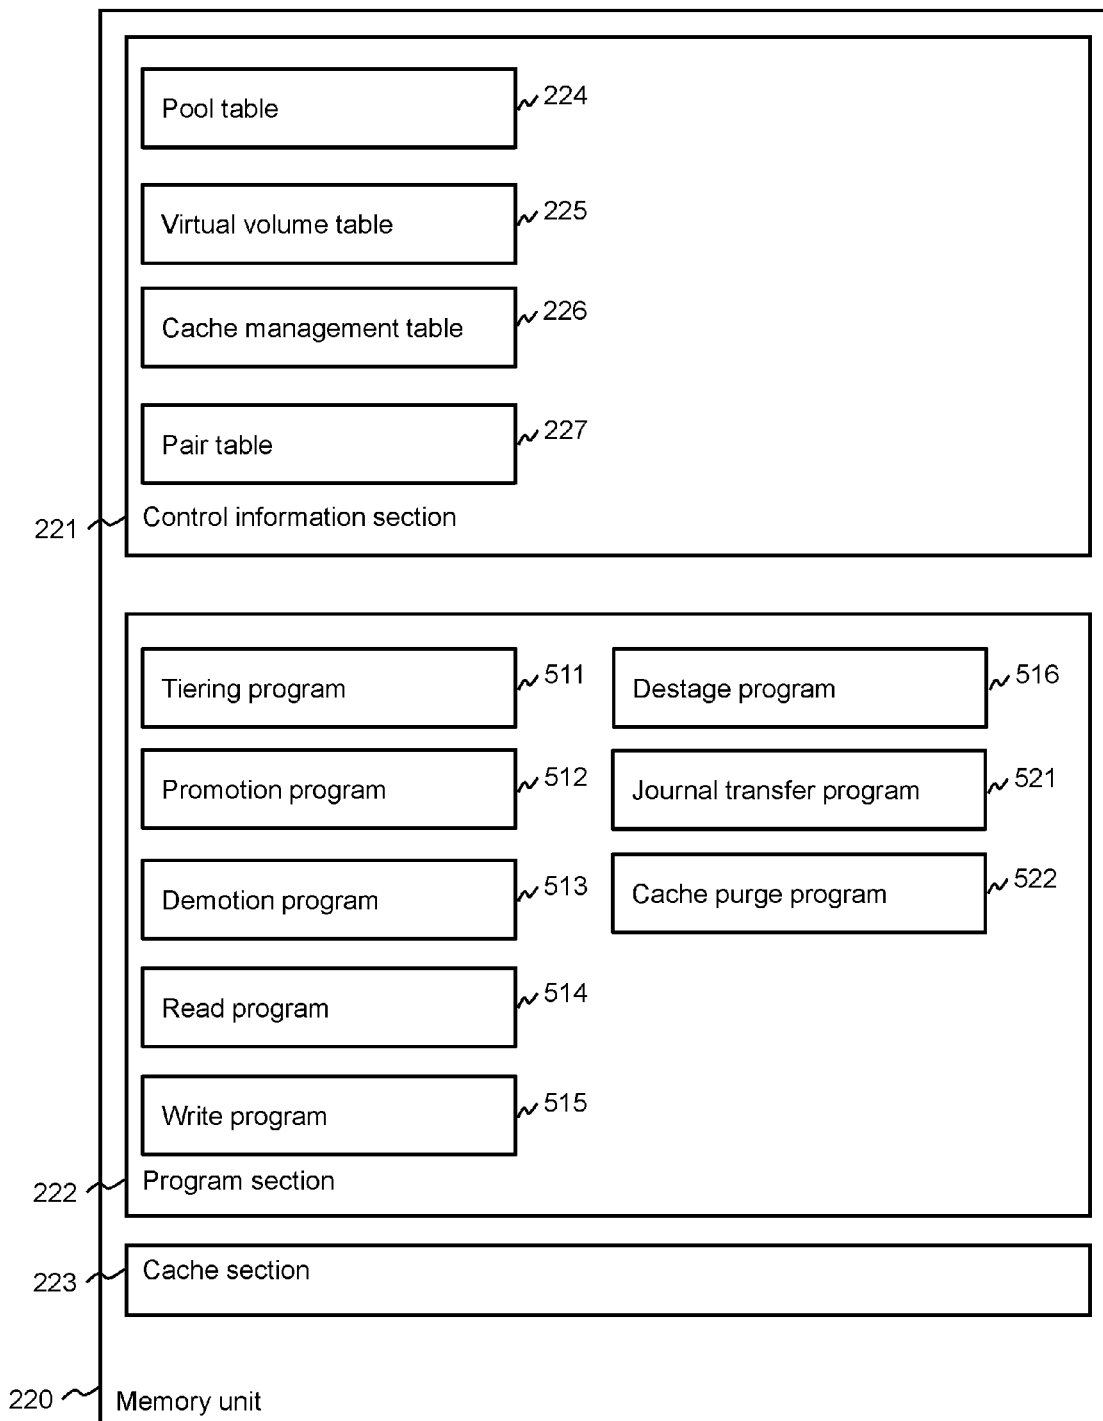 Pool table
224
Virtual volume table
225
Cache management table
226
Pair table
227
221
Control information section
Tiering program
511
Destage program
516
Promotion program
512
Journal transfer program
521
Demotion program
513
Cache purge program
522
Read program
514
Write program
515
222
Program section
223
Cache section
220
Memory unit